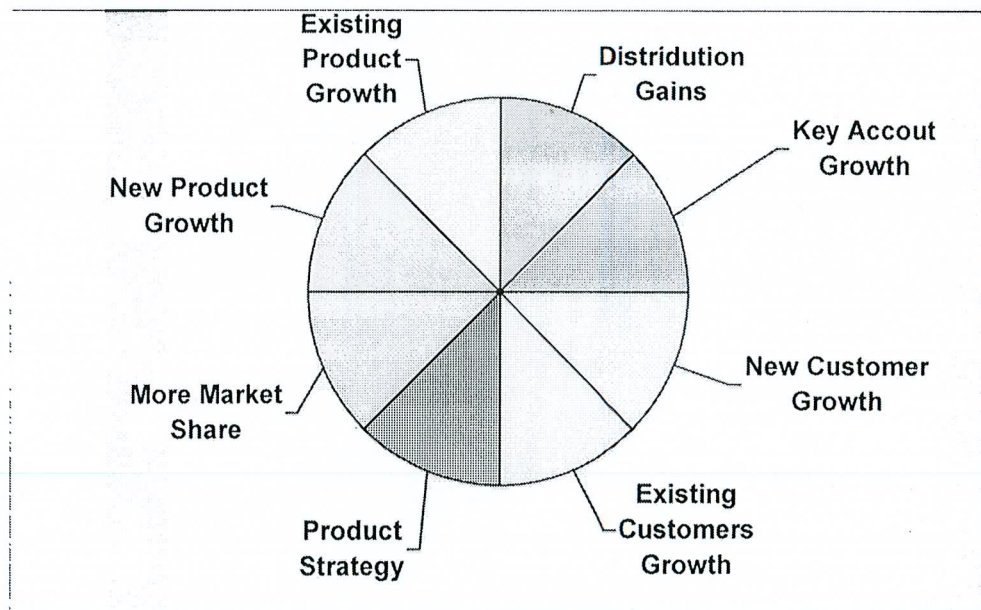 Existing
Product
Growth
Distridution
Gains
Key Accout
Growth
New Customer
Growth
Existing
Customers
Growth
Product
Strategy
More Market
Share
New Product
Growth